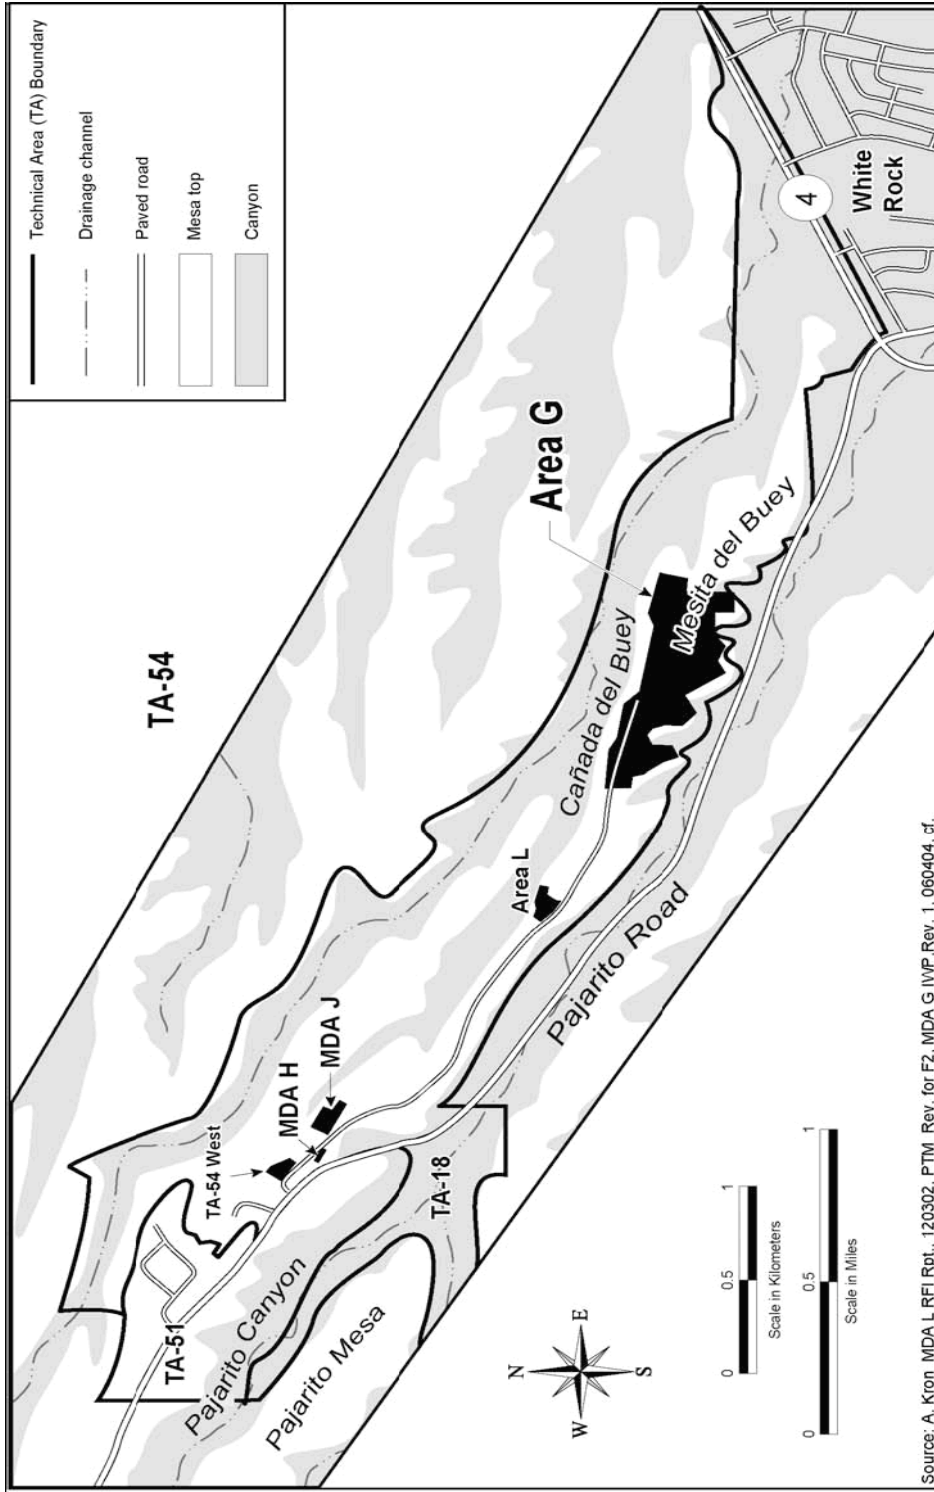 Technical Area (TA) Boundary
Drainage channel
Paved road
Mesa top
Canyon
TA-54
Area G
Cañada del Buey
Mesita del Buey
4
White
Rock
Area L
MDA J
MDA H
TA-54 West
TA-51
TA-18
Pajarito Road
Pajarito Canyon
Pajarito Mesa
N
E
S
W
0
0.5
1
Scale in Kilometers
0
0.5
1
Scale in Miles
Source: A. Kron MDA L RFI Rpt., 120302, PTM Rev. for F2, MDA G IWP Rev. 1, 060404, cf.